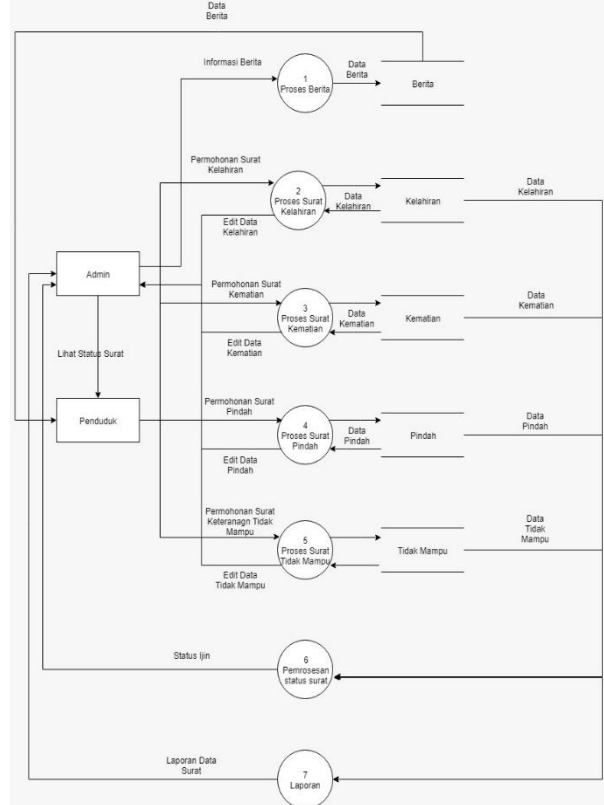 Data
Berita
Informasi Berita
1
Proses Berita
Data
Berita
Berita
Permohonan Surat
Kelahiran
2
Proses Surat
Kelahiran
Data
Kelahiran
Kelahiran
Data
Kelahiran
Edit Data
Kelahiran
Admin
Permohonan Surat
Kematian
3
Proses Surat
Kematian
Data
Kematian
Kematian
Data
Kematian
Edit Data
Kematian
Lihat Status Surat
Penduduk
Permohonan Surat
Pindah
4
Proses Surat
Pindah
Data
Pindah
Pindah
Data
Pindah
Edit Data
Pindah
Permohonan Surat
Keteranagn Tidak
Mampu
5
Proses Surat
Tidak Mampu
Tidak Mampu
Data
Tidak
Mampu
Edit Data
Tidak Mampu
Status Ijin
6
Pemrosesan
status surat
Laporan Data
Surat
7
Laporan